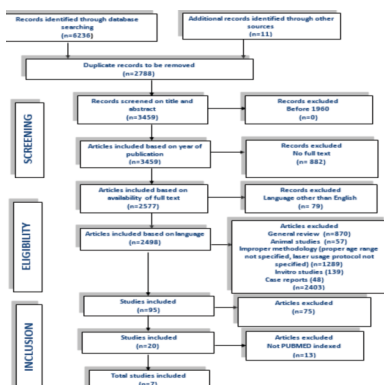 Records identified through database
searching
(n=6236)
Additional records identified through other
sources
(n=11)
Duplicate records to be removed
(n=2788)
SCREENING
Records screened on title and
abstract
(n=3459)
Records excluded
Before 1960
(n=0)
Articles included based on year of
publication
(n=3459)
Records excluded
No full text
(n= 882)
Articles included based on
availability of full text
(n=2577)
Records excluded
Language other than English
(n= 79)
ELIGIBILITY
Articles included based on language
(n=2498)
Articles excluded
General review (n=870)
Animal studies (n=57)
Improper methodology (proper age range
not specified, laser usage protocol not
specified) (n=1289)
Invitro studies (139)
Case reports (48)
(n=2403)
Studies included
(n=95)
Articles excluded
(n=75)
INCLUSION
Studies included
(n=20)
Articles excluded
Not PUBMED indexed
(n=13)
Total studies included
(n=7)